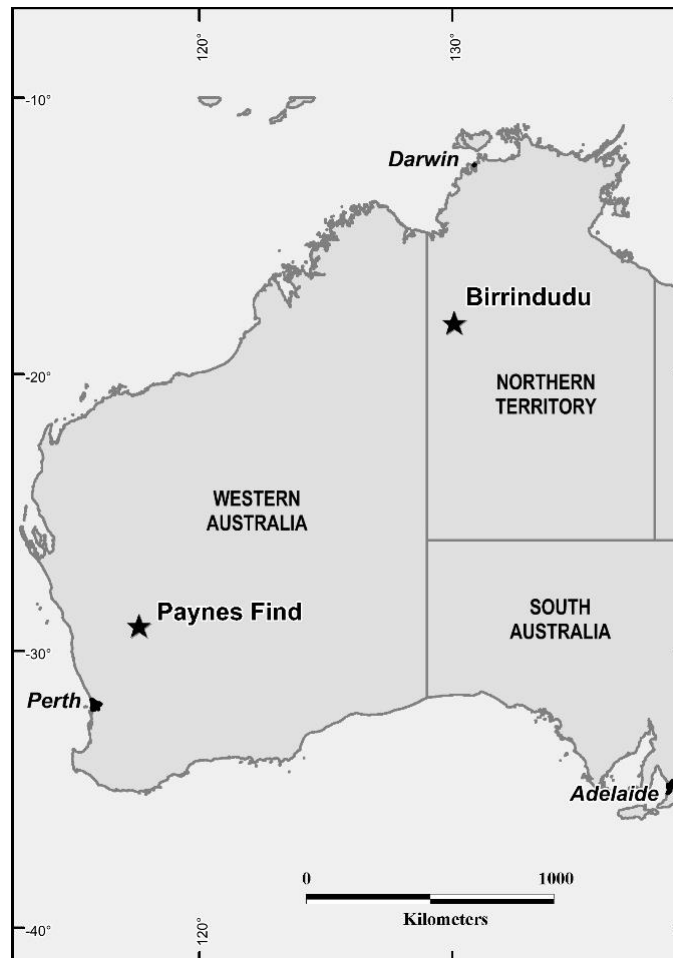 120°
130°
-10°
Darwin
Birrindudu
-20°
NORTHERN
TERRITORY
WESTERN
AUSTRALIA
Paynes Find
SOUTH
AUSTRALIA
-30°
Perth
Adelaide
0 1000
Kilometers
-40°
120°
130°